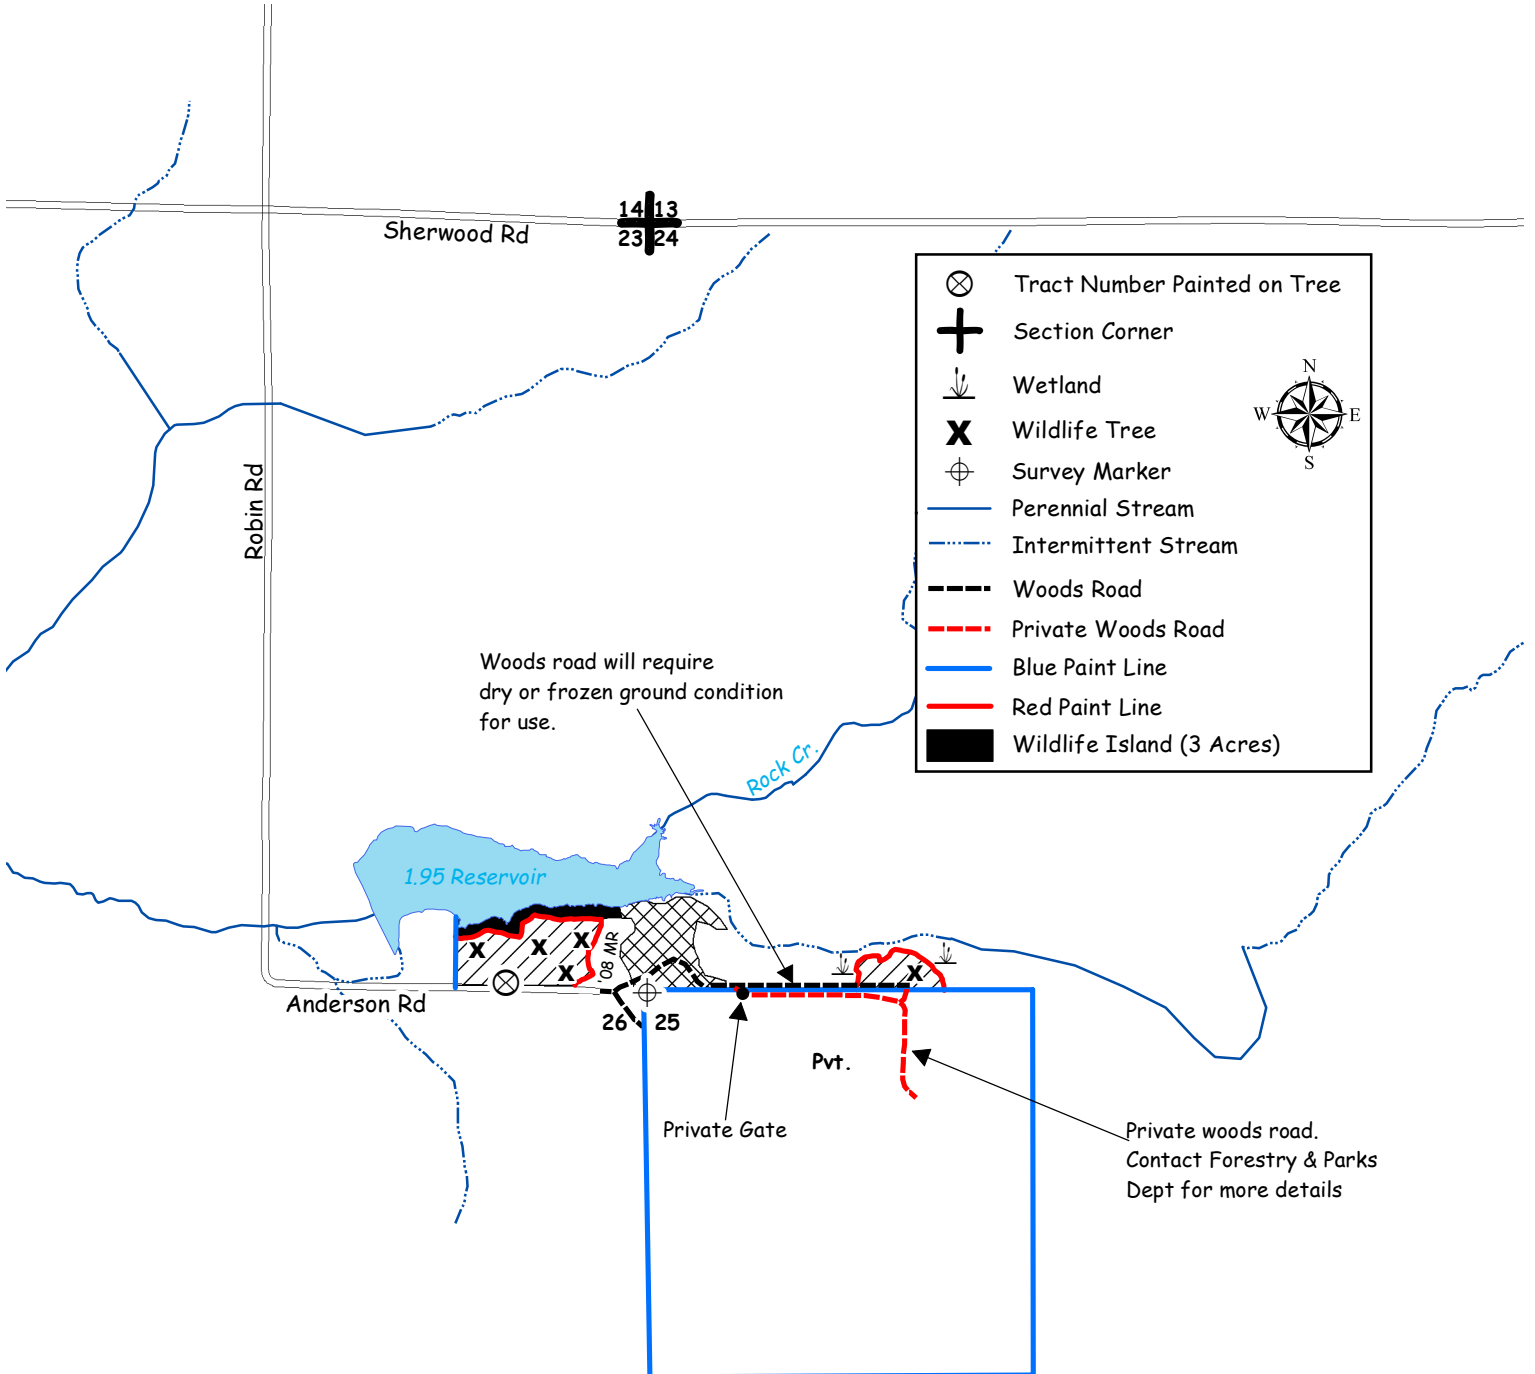 14 13
23 24
Sherwood Rd
Tract Number Painted on Tree
Section Corner
Wetland
X Wildlife Tree
Survey Marker
Perennial Stream
Intermittent Stream
Woods Road
Private Woods Road
Blue Paint Line
Red Paint Line
Wildlife Island (3 Acres)
N
W E
S
Robin Rd
Woods road will require
dry or frozen ground condition
for use.
Rock Cr.
1.95 Reservoir
X X X
X
X
'08 MR
Anderson Rd
26 25
Pvt.
Private Gate
Private woods road.
Contact Forestry & Parks
Dept for more details